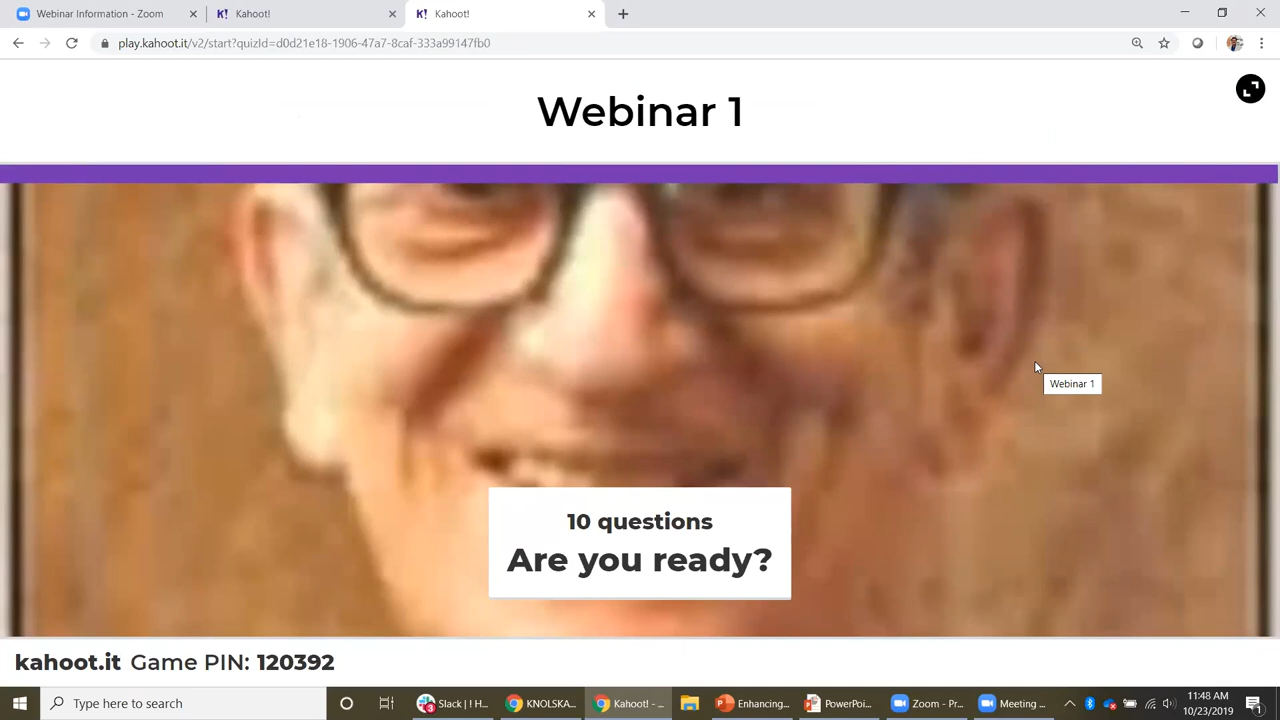 Webinar Information - Zoom
K! Kahoot!
K! Kahoot!
play.kahoot.it/v2/start?quizId=d0d21e18-1906-47a7-8caf-333a99147fb0
Webinar 1
Webinar 1
10 questions
Are you ready?
kahoot.it Game PIN: 120392
Type here to search
3
Slack | ! H...
KNOLSKA...
Kahoot! - ...
Enhancing...
PowerPoi...
Zoom - Pr...
Meeting ...
11:48 AM
10/23/2019
1